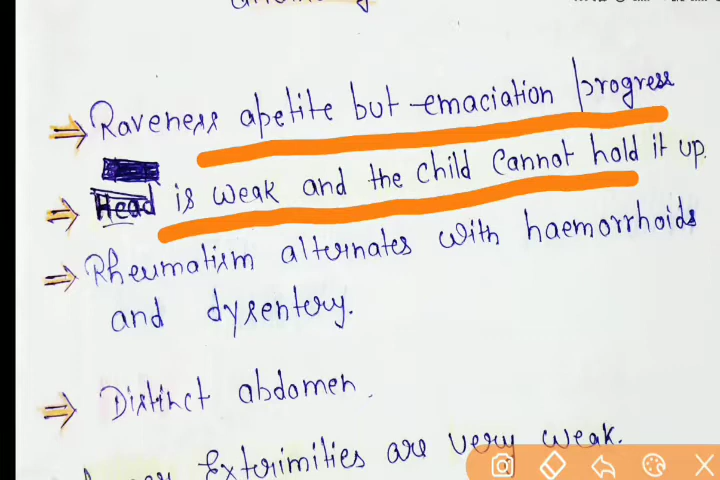 ⇒ Raveness apetite but emaciation progress
⇒ Head is weak and the child cannot hold it up.
⇒ Rheumatism alternates with haemorrhoids
and dysentery.
⇒ Distinct abdomen.
Exterimities are very weak.